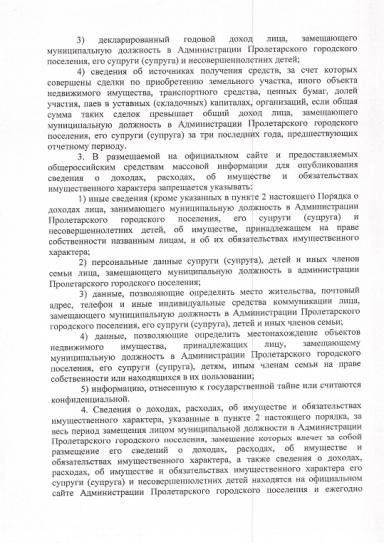 3) декларированный годовой доход лица, замещающего
муниципальную должность в Администрации Пролетарского городского
поселения, его супруги (супруга) и несовершеннолетних детей;
4) сведения об источниках получения средств, за счет которых
совершены сделки по приобретению земельного участка, иного объекта
недвижимого имущества, транспортного средства, ценных бумаг, долей
участия, паев в уставных (складочных) капиталах, организаций, если общая
сумма таких сделок превышает общий доход лица, замещающего
муниципальную должность в Администрации Пролетарского городского
поселения, его супруги (супруга) за три последних года, предшествующих
отчетному периоду.
3. В размещаемой на официальном сайте и предоставляемых
общероссийским средствам массовой информации для опубликования
сведения о доходах, расходах, об имуществе и обязательствах
имущественного характера запрещается указывать:
1) иные сведения (кроме указанных в пункте 2 настоящего Порядка о
доходах лица, занимающего муниципальную должность в Администрации
Пролетарского городского поселения, его супруги (супруга) и
несовершеннолетних детей, об имуществе, принадлежащем на праве
собственности названным лицам, и об их обязательствах имущественного
характера;
2) персональные данные супруги (супруга), детей и иных членов
семьи лица, замещающего муниципальную должность в администрации
Пролетарского городского поселения;
3) данные, позволяющие определить место жительства, почтовый
адрес, телефон и иные индивидуальные средства коммуникации лица,
замещающего муниципальную должность в Администрации Пролетарского
городского поселения, его супруги (супруга), детей и иных членов семьи;
4) данные, позволяющие определить местонахождение объектов
недвижимого имущества, принадлежащих лицу, замещающему
муниципальную должность в Администрации Пролетарского городского
поселения, его супруги (супруга), детям, иным членам семьи на праве
собственности или находящихся в их пользовании;
5) информацию, отнесенную к государственной тайне или считаются
конфиденциальной.
4. Сведения о доходах, расходах, об имуществе и обязательствах
имущественного характера, указанные в пункте 2 настоящего порядка, за
весь период замещения лицом муниципальной должности в Администрации
Пролетарского городского поселения, замещение которых влечет за собой
размещение его сведений о доходах, расходах, об имуществе и
обязательствах имущественного характера, а также сведения о доходах,
расходах, об имуществе и обязательствах имущественного характера его
супруги (супруга) и несовершеннолетних детей находятся на официальном
сайте Администрации Пролетарского городского поселения и ежегодно